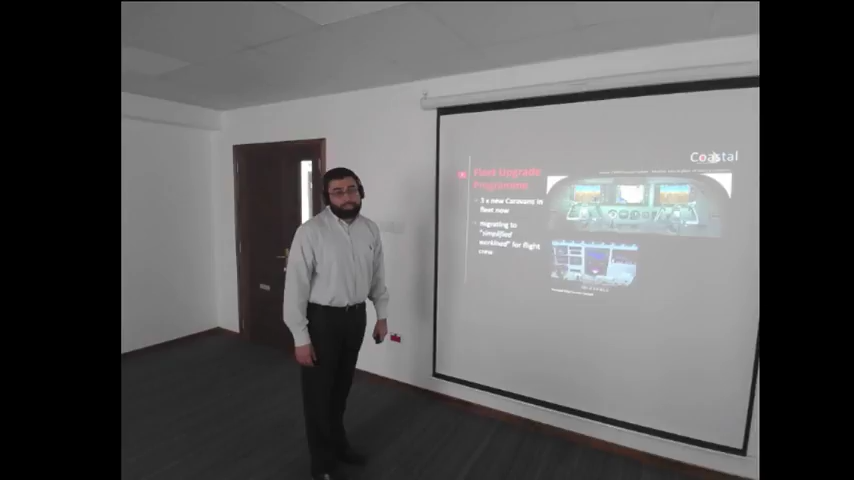 Coastal
Fleet Upgrade
Programme
3 x new Caravans in
fleet now
migrating to
"simplified
workload" for flight
crew